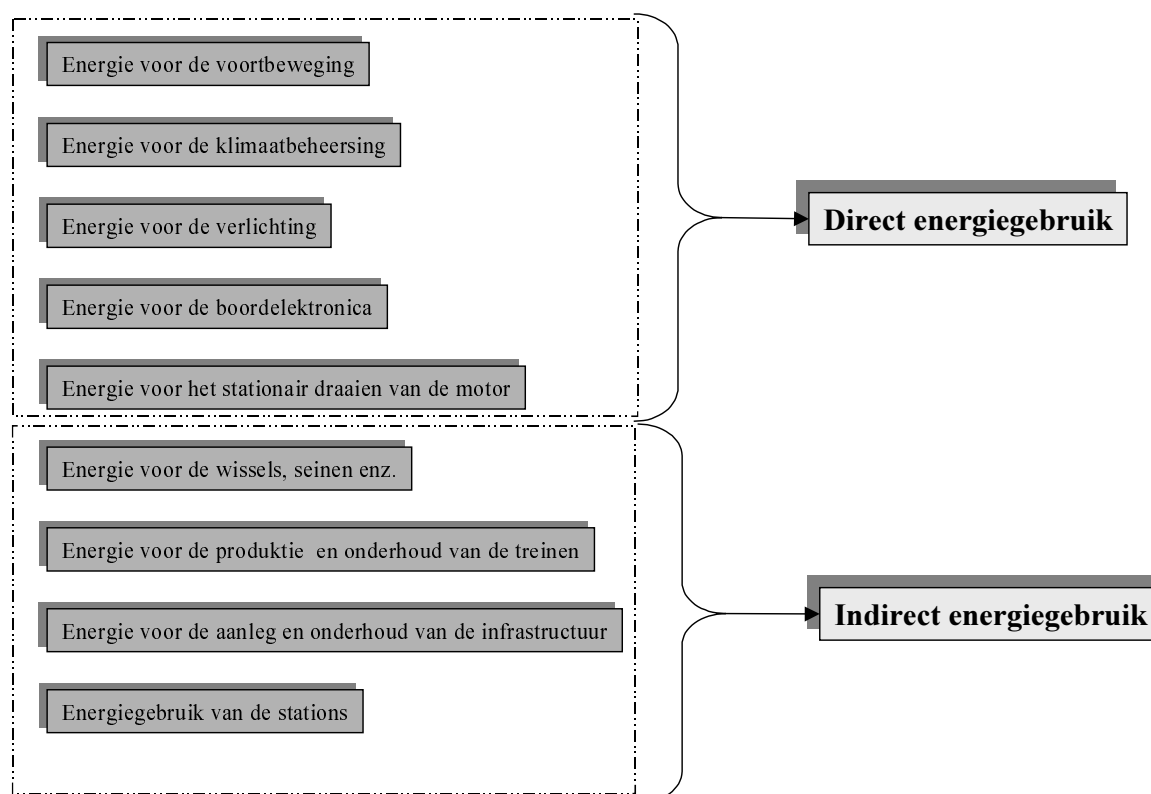 Energie voor de voortbeweging
Energie voor de klimaatbeheersing
Energie voor de verlichting
Energie voor de boordelektronica
Energie voor het stationair draaien van de motor
Direct energiegebruik
Energie voor de wissels, seinen enz.
Energie voor de produktie en onderhoud van de treinen
Energie voor de aanleg en onderhoud van de infrastructuur
Energiegebruik van de stations
Indirect energiegebruik